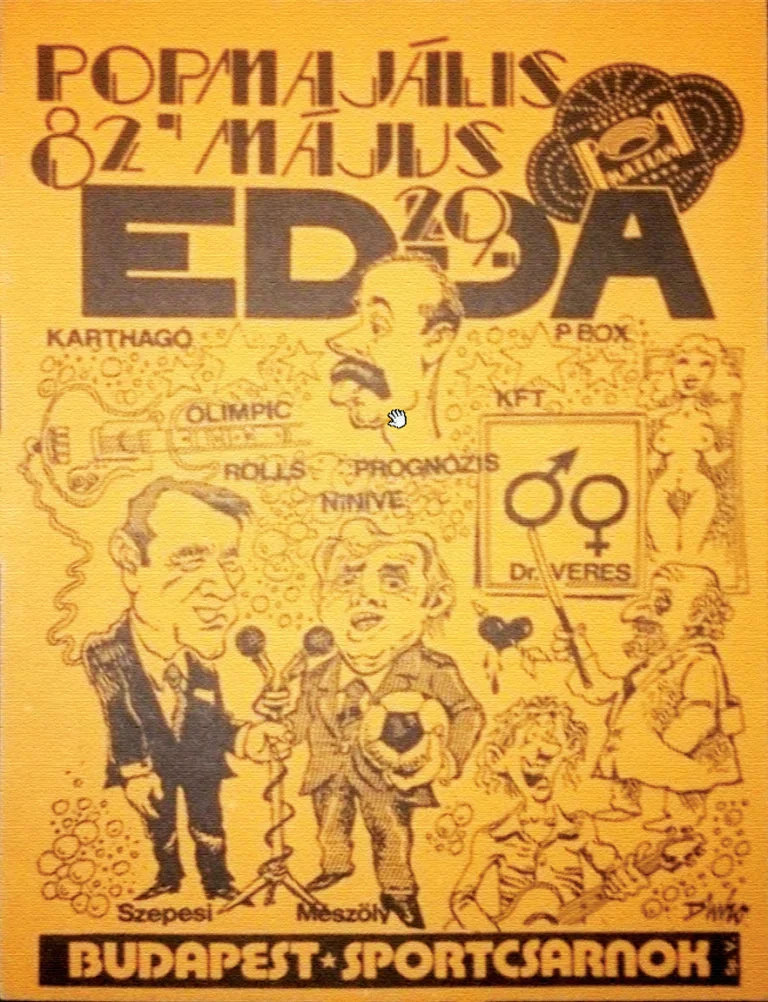 POPMAJÁLIS
82" MÁJUS
29.
EDDA
KARTHAGÓ
P. BOX
OLIMPIC
KFT
ROLLS
PROGNÓZIS
NINIVE
Dr. VERES
Szepesi
Mészöly
BUDAPEST★SPORTCSARNOK